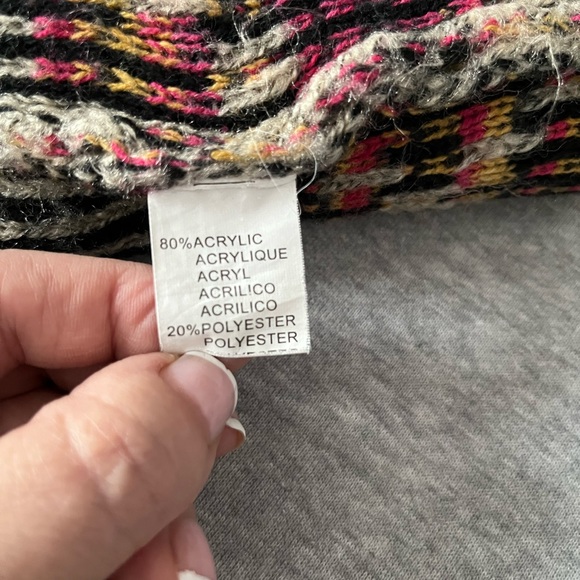 80%ACRYLIC
ACRYLIQUE
ACRYL
ACRILICO
ACRILICO
20%POLYESTER
POLYESTER